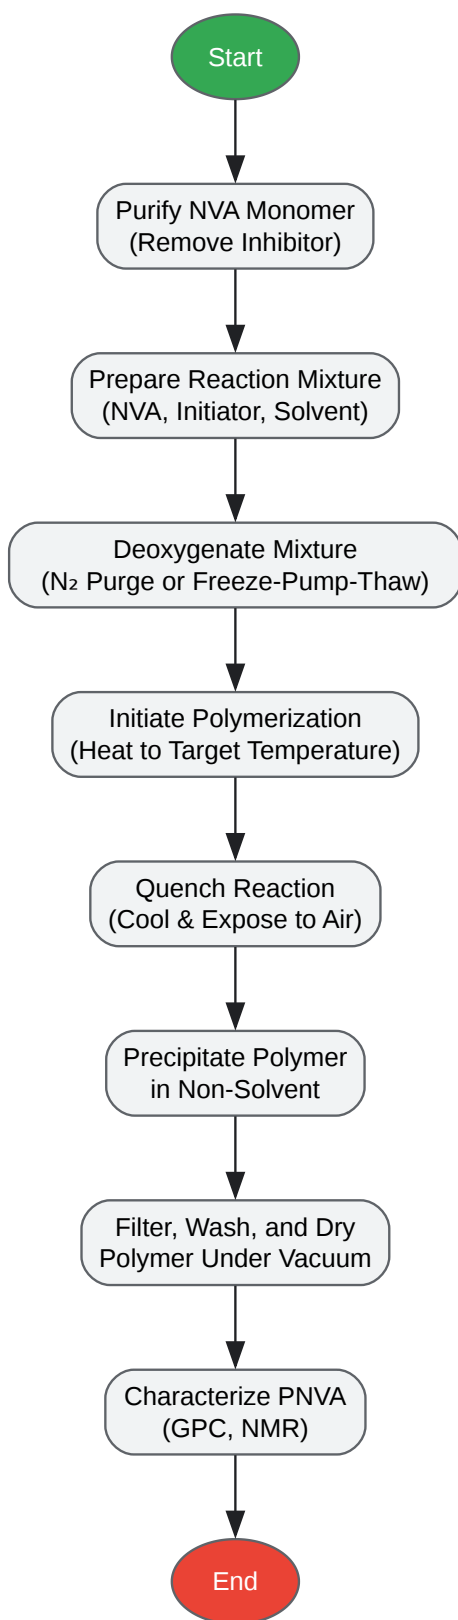 Start
Purify NVA Monomer
(Remove Inhibitor)
Prepare Reaction Mixture
(NVA, Initiator, Solvent)
Deoxygenate Mixture
(N₂ Purge or Freeze-Pump-Thaw)
Initiate Polymerization
(Heat to Target Temperature)
Quench Reaction
(Cool & Expose to Air)
Precipitate Polymer
in Non-Solvent
Filter, Wash, and Dry
Polymer Under Vacuum
Characterize PNVA
(GPC, NMR)
End